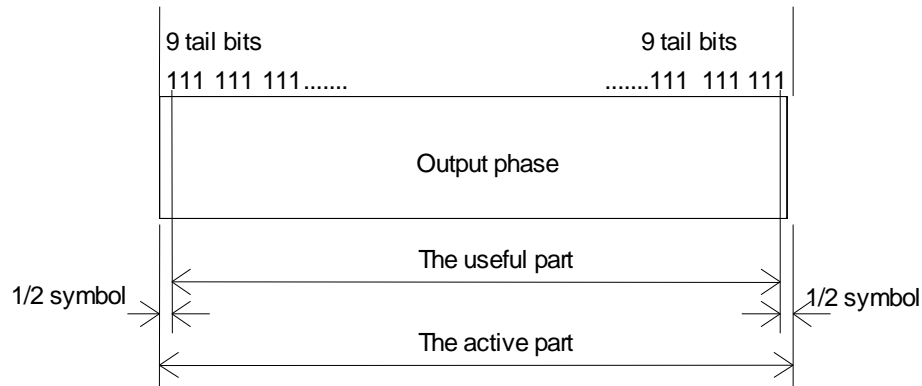 9 tail bits 9 tail bits
111 111 111....... .......111 111 111
Output phase
The useful part
1/2 symbol 1/2 symbol
The active part